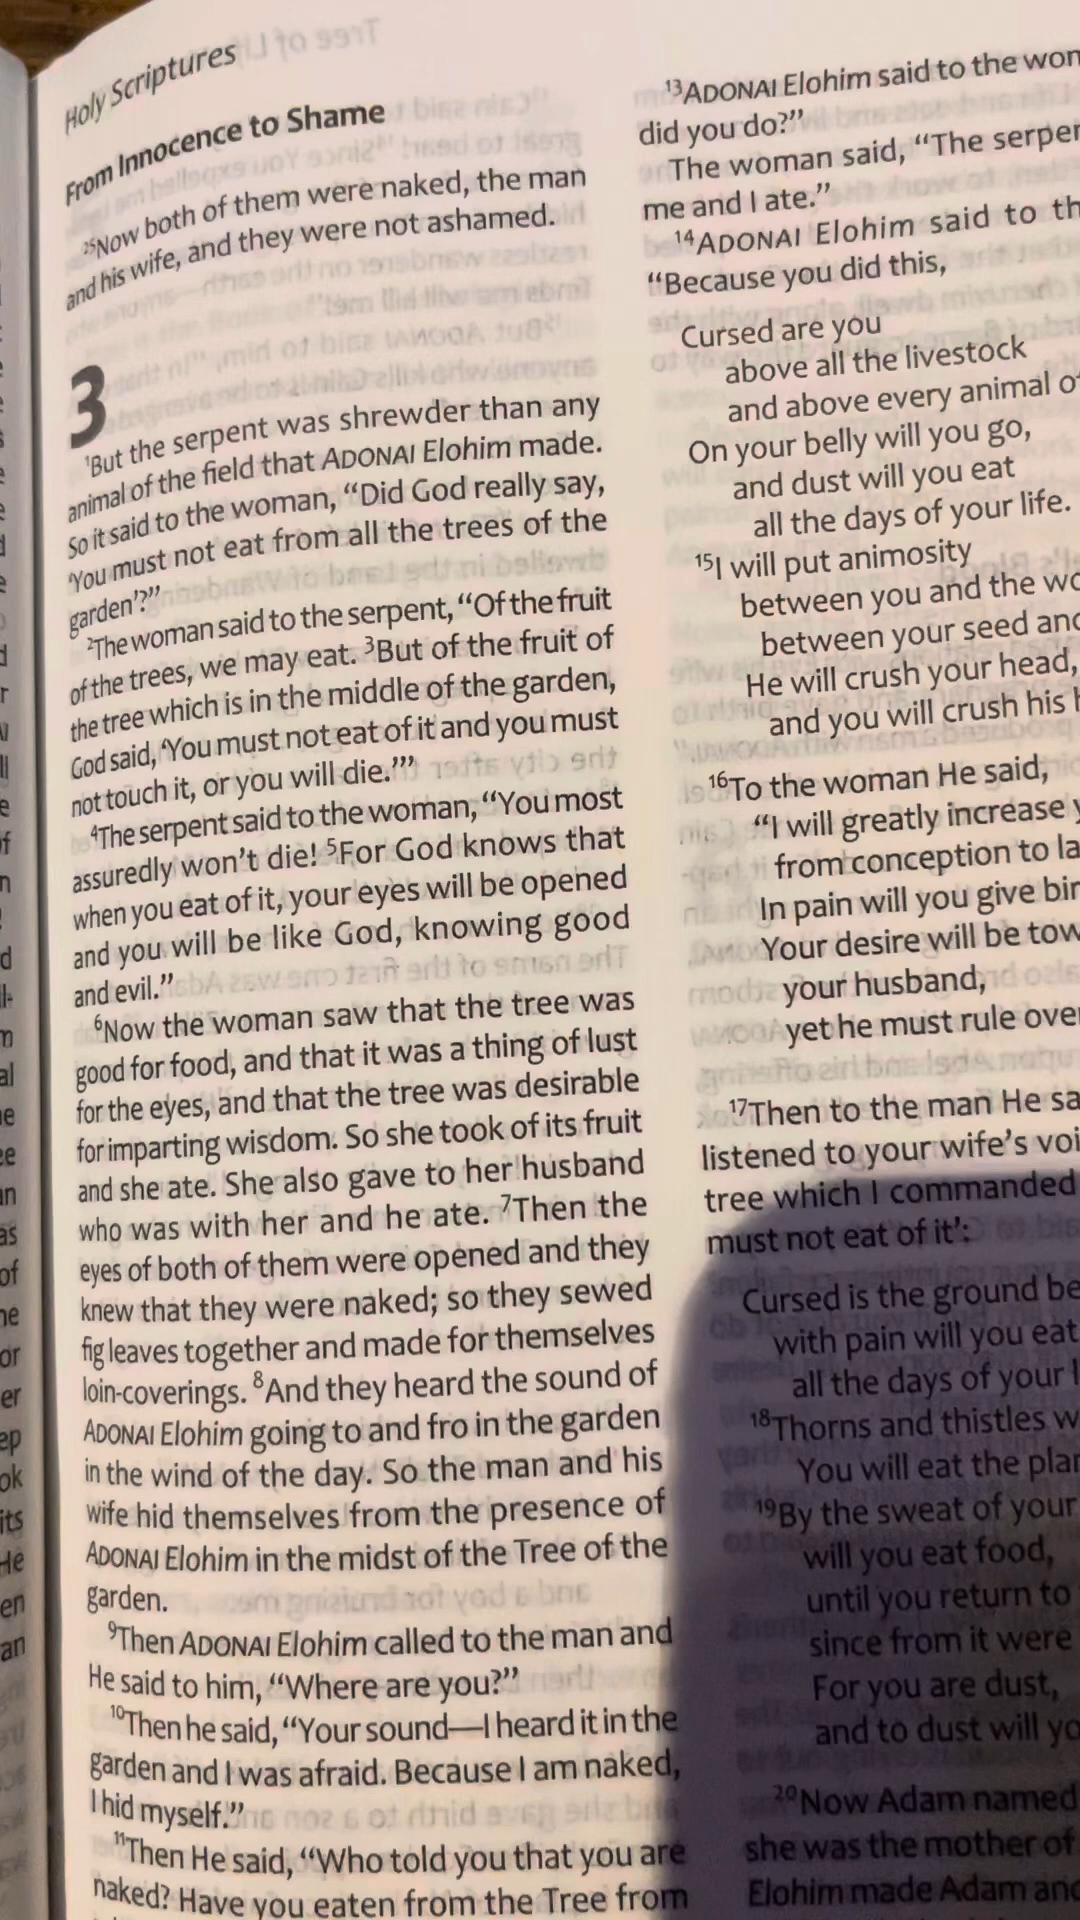 Holy Scriptures
From Innocence to Shame
25Now both of them were naked, the man
and his wife, and they were not ashamed.
3
1But the serpent was shrewder than any
animal of the field that ADONAI Elohim made.
So it said to the woman, “Did God really say,
‘You must not eat from all the trees of the
garden’?”
2The woman said to the serpent, “Of the fruit
of the trees, we may eat. 3But of the fruit of
the tree which is in the middle of the garden,
God said, ‘You must not eat of it and you must
not touch it, or you will die.’”
4The serpent said to the woman, “You most
assuredly won’t die! 5For God knows that
when you eat of it, your eyes will be opened
and you will be like God, knowing good
and evil.”
6Now the woman saw that the tree was
good for food, and that it was a thing of lust
for the eyes, and that the tree was desirable
for imparting wisdom. So she took of its fruit
and she ate. She also gave to her husband
who was with her and he ate. 7Then the
eyes of both of them were opened and they
knew that they were naked; so they sewed
fig leaves together and made for themselves
loin-coverings. 8And they heard the sound of
ADONAI Elohim going to and fro in the garden
in the wind of the day. So the man and his
wife hid themselves from the presence of
ADONAI Elohim in the midst of the Tree of the
garden.
9Then ADONAI Elohim called to the man and
He said to him, “Where are you?”
10Then he said, “Your sound—I heard it in the
garden and I was afraid. Because I am naked,
I hid myself.”
11Then He said, “Who told you that you are
naked? Have you eaten from the Tree from
13ADONAI Elohim said to the
did you do?”
The woman said, “The
me and I ate.”
14ADONAI Elohim said to
“Because you did this,
Cursed are you
above all the livestock
and above every animal
On your belly will you go,
and dust will you eat
all the days of your life.
15I will put animosity
between you and the
between your seed
He will crush your head,
and you will crush his
16To the woman He said,
“I will greatly increase
from conception to
In pain will you give
Your desire will be
your husband,
yet he must rule
17Then to the man He
listened to your wife’s
tree which I commanded
must not eat of it’:
Cursed is the ground
with pain will you eat
all the days of your
18Thorns and thistles
You will eat the
19By the sweat of your
will you eat food,
until you return to
since from it were
For you are dust,
and to dust will
20Now Adam named
she was the mother of
Elohim made Adam